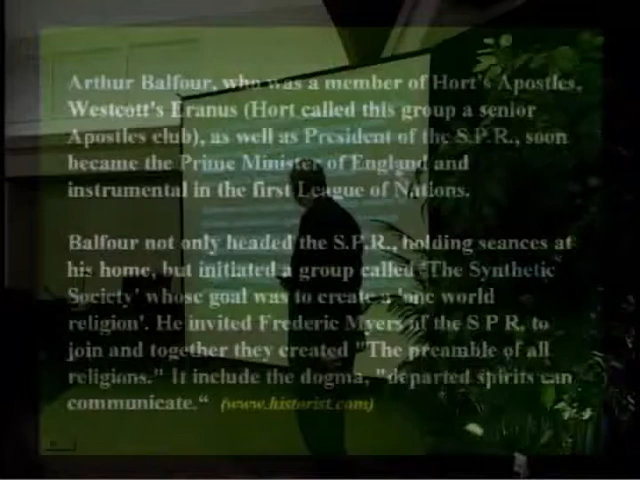 Arthur Balfour, who was a member of Hort's Apostles,
Westcott's Eranus (Hort called this group a senior
Apostles club), as well as President of the S.P.R., soon
became the Prime Minister of England and
instrumental in the first League of Nations.
Balfour not only headed the S.P.R., holding seances at
his home, but initiated a group called 'The Synthetic
Society' whose goal was to create a 'one world
religion'. He invited Frederic Myers of the S P R. to
join and together they created "The preamble of all
religions." It include the dogma, "departed spirits can
communicate." (www.historist.com)